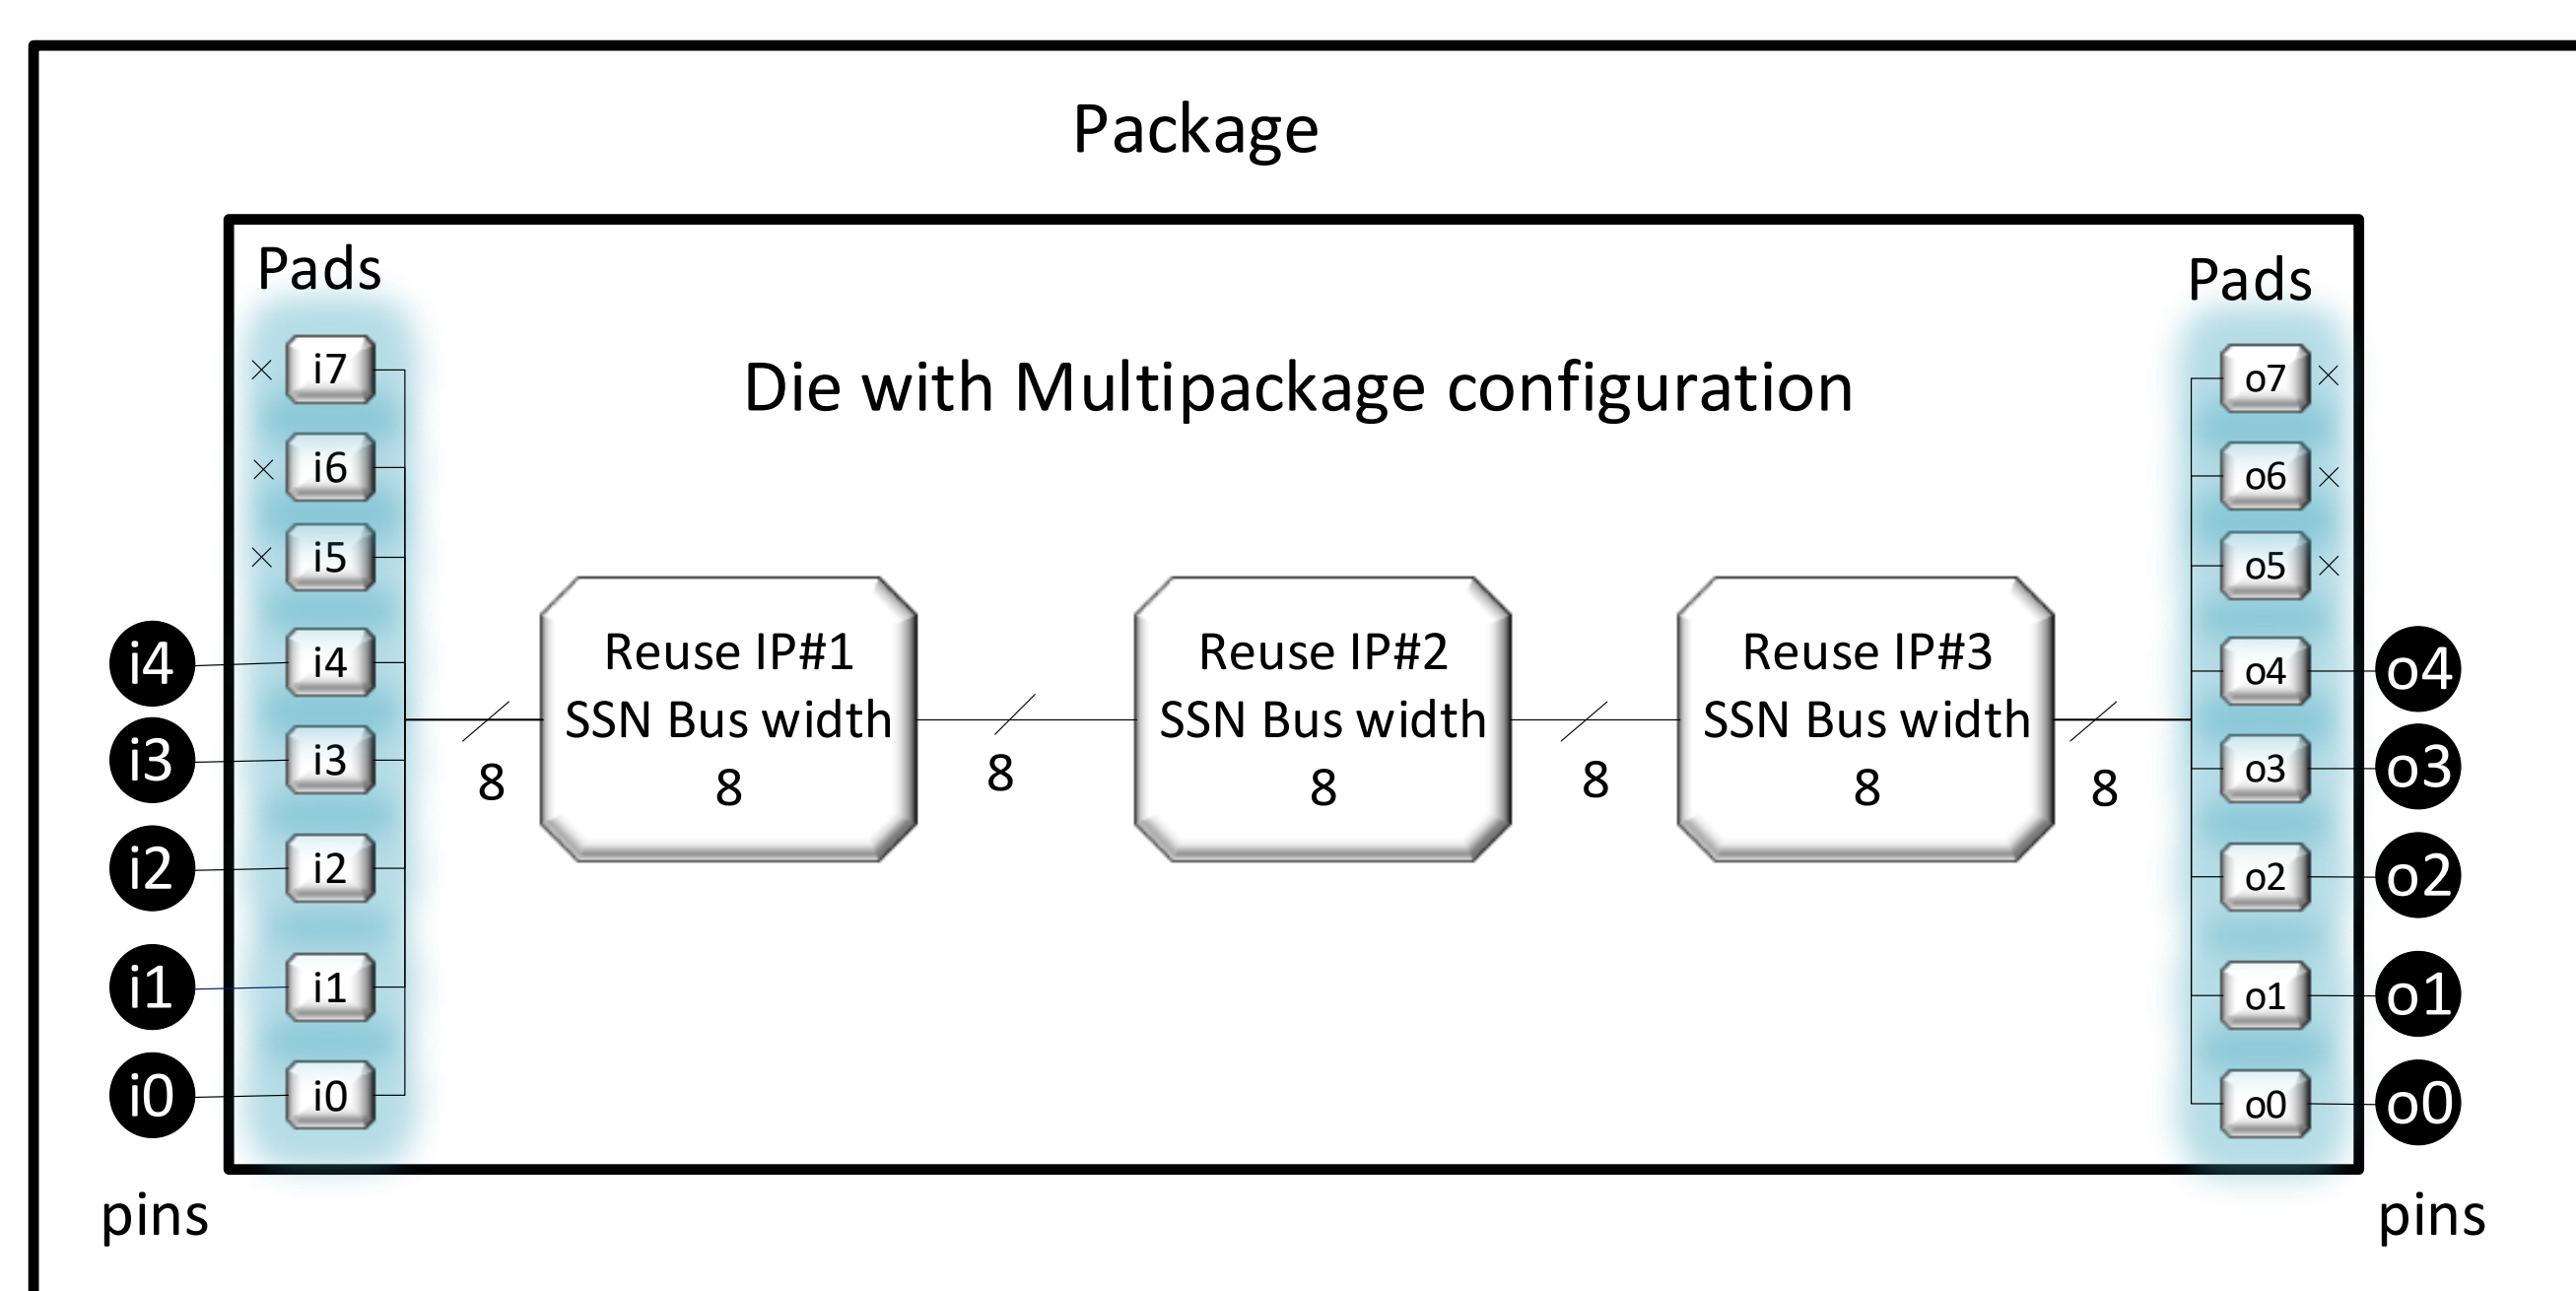 Package
Pads
Pads
Die with Multipackage configuration
i7
i6
i5
i4
i3
i2
i1
i0
i4
i3
i2
i1
i0
pins
8
Reuse IP#1
SSN Bus width
8
8
Reuse IP#2
SSN Bus width
8
8
Reuse IP#3
SSN Bus width
8
8
o7
o6
o5
o4
o3
o2
o1
o0
o4
o3
o2
o1
o0
pins